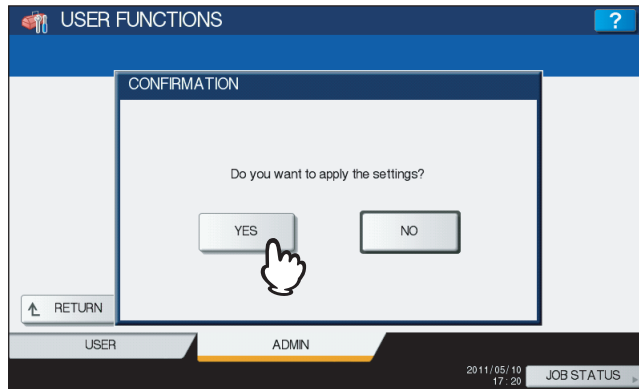 USER FUNCTIONS
?
CONFIRMATION
Do you want to apply the settings?
YES
NO
RETURN
USER
ADMIN
2011/05/10
17:20
JOB STATUS